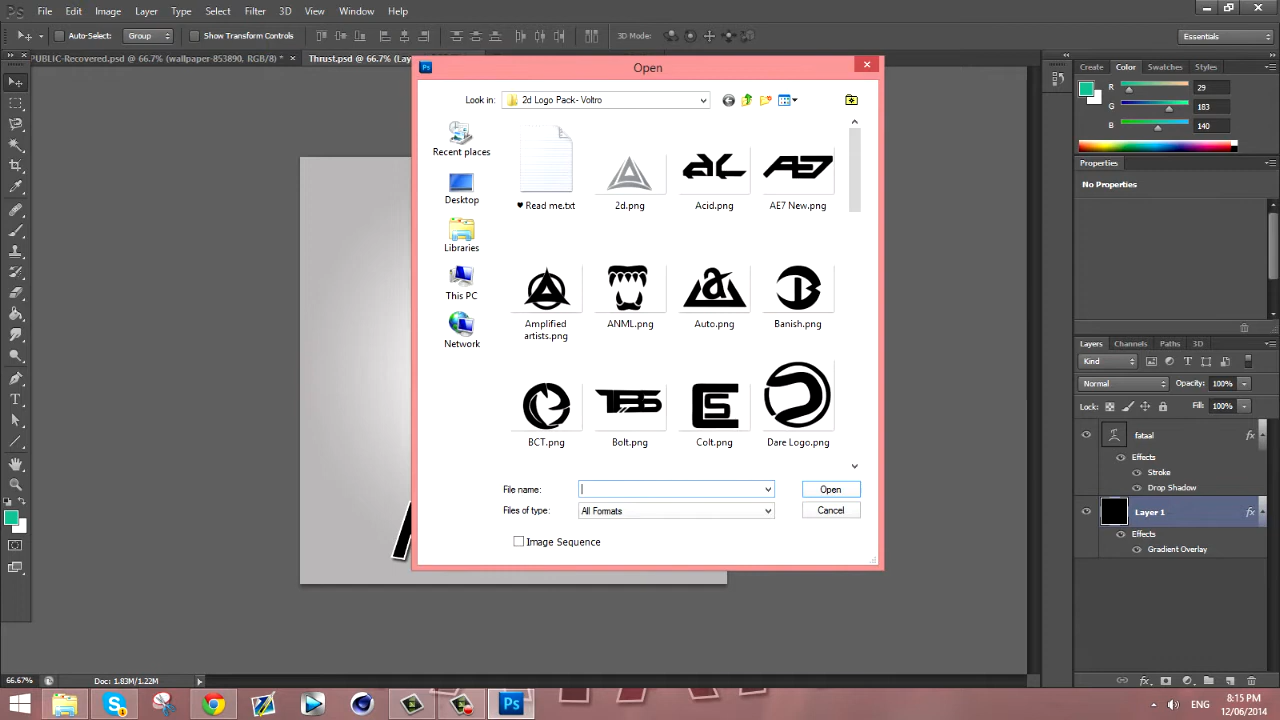 Ps File Edit Image Layer Type Select Filter 3D View Window Help
Auto-Select: Group Show Transform Controls 3D Mode: Essentials
PUBLIC-Recovered.psd @ 66.7% (wallpaper-853890, RGB/8) * × Thrust.psd @ 66.7% (Lay
Open
Look in: 2d Logo Pack- Voltro
Recent places
Desktop
Libraries
This PC
Network
♥ Read me.txt 2d.png Acid.png AE7 New.png
Amplified artists.png ANML.png Auto.png Banish.png
BCT.png Bolt.png Colt.png Dare Logo.png
File name: Open
Files of type: All Formats Cancel
Image Sequence
Create Color Swatches Styles
R 29
G 183
B 140
Properties
No Properties
Layers Channels Paths 3D
Kind
Normal Opacity: 100%
Lock: Fill: 100%
fataal fx
Effects
Stroke
Drop Shadow
Layer 1 fx
Effects
Gradient Overlay
66.67% Doc: 1.83M/1.22M
ENG 8:15 PM
12/06/2014